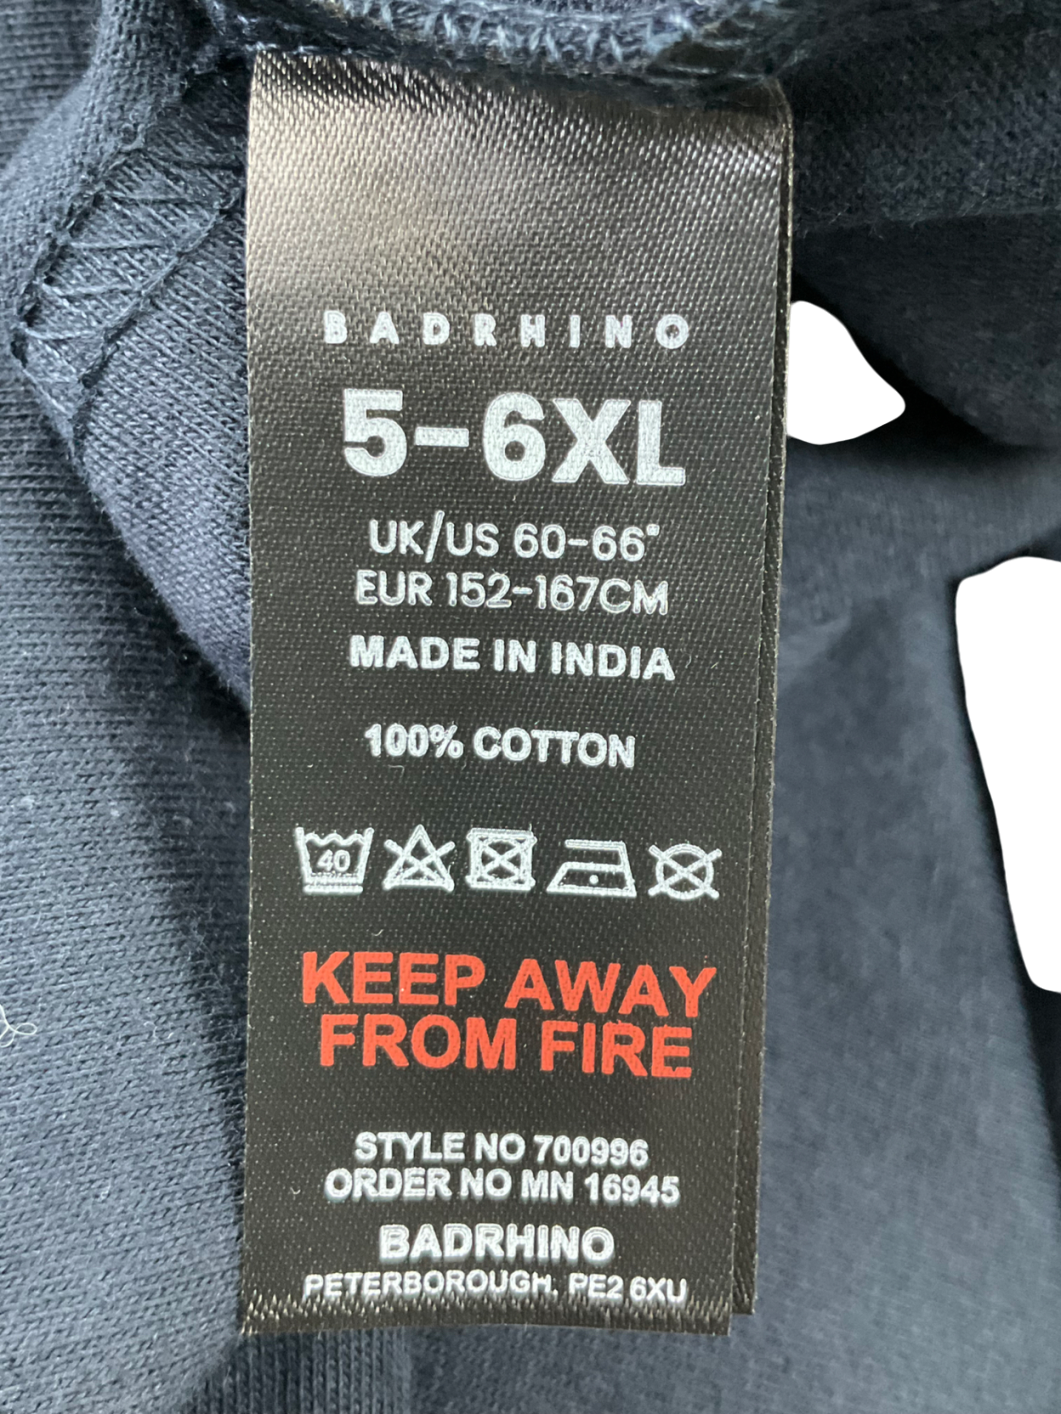 BADRHINO
5-6XL
UK/US 60-66"
EUR 152-167CM
MADE IN INDIA
100% COTTON
40
KEEP AWAY
FROM FIRE
STYLE NO 700996
ORDER NO MN 16945
BADRHINO
PETERBOROUGH, PE2 6XU